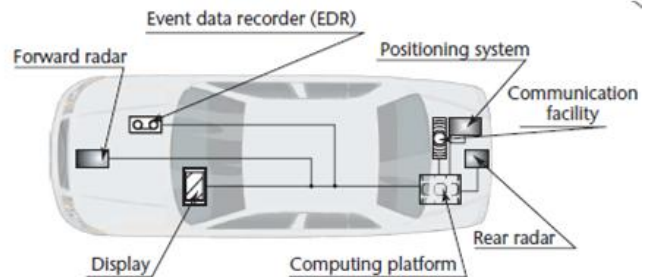 Event data recorder (EDR)
Forward radar
Positioning system
Communication
facility
Rear radar
Display
Computing platform